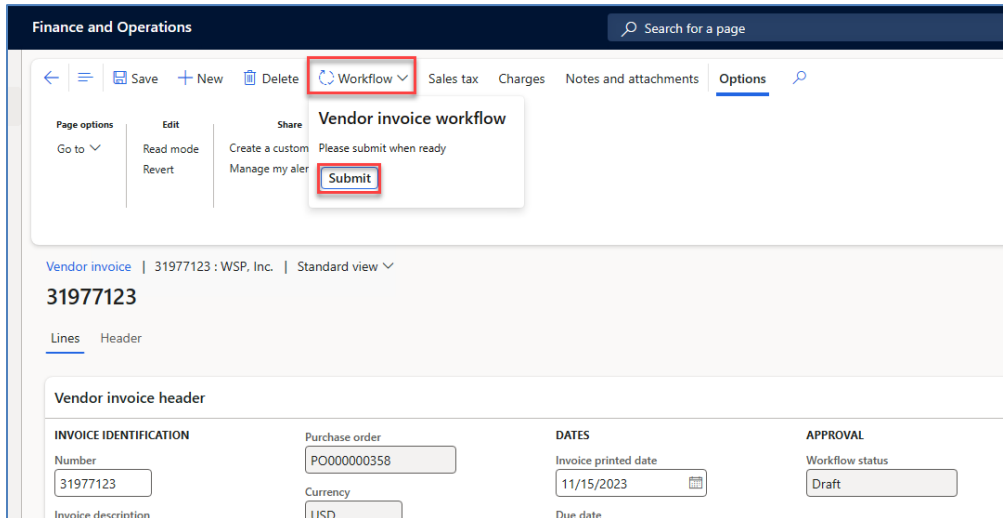 Finance and Operations
Search for a page
Save New Delete Workflow Sales tax Charges Notes and attachments Options
Vendor invoice workflow
Please submit when ready
Submit
Page options Edit Share
Go to Read mode Create a custom
Revert Manage my aler
Vendor invoice | 31977123 : WSP, Inc. | Standard view
31977123
Lines Header
Vendor invoice header
INVOICE IDENTIFICATION
Number
31977123
Invoice description
Purchase order
PO000000358
Currency
USD
DATES
Invoice printed date
11/15/2023
Due date
APPROVAL
Workflow status
Draft